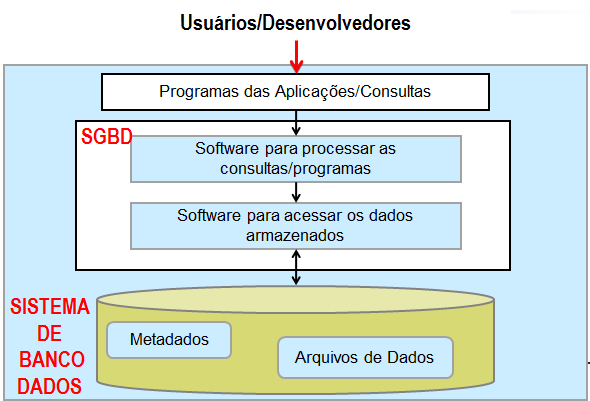 Usuários/Desenvolvedores
Programas das Aplicações/Consultas
SGBD
Software para processar as
consultas/programas
Software para acessar os dados
armazenados
SISTEMA
DE
BANCO
DADOS
Metadados
Arquivos de Dados
.